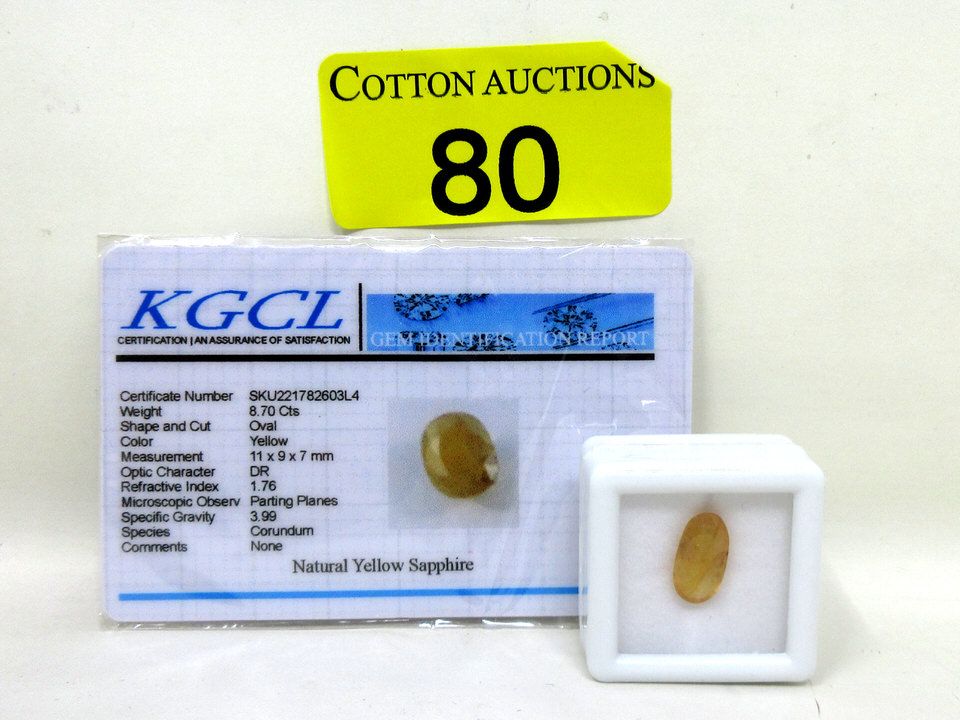 COTTON AUCTIONS
80
KGCL
CERTIFICATION | AN ASSURANCE OF SATISFACTION
GEM IDENTIFICATION REPORT
Certificate Number SKU221782603L4
Weight 8.70 Cts
Shape and Cut Oval
Color Yellow
Measurement 11 x 9 x 7 mm
Optic Character DR
Refractive Index 1.76
Microscopic Observ Parting Planes
Specific Gravity 3.99
Species Corundum
Comments None
Natural Yellow Sapphire